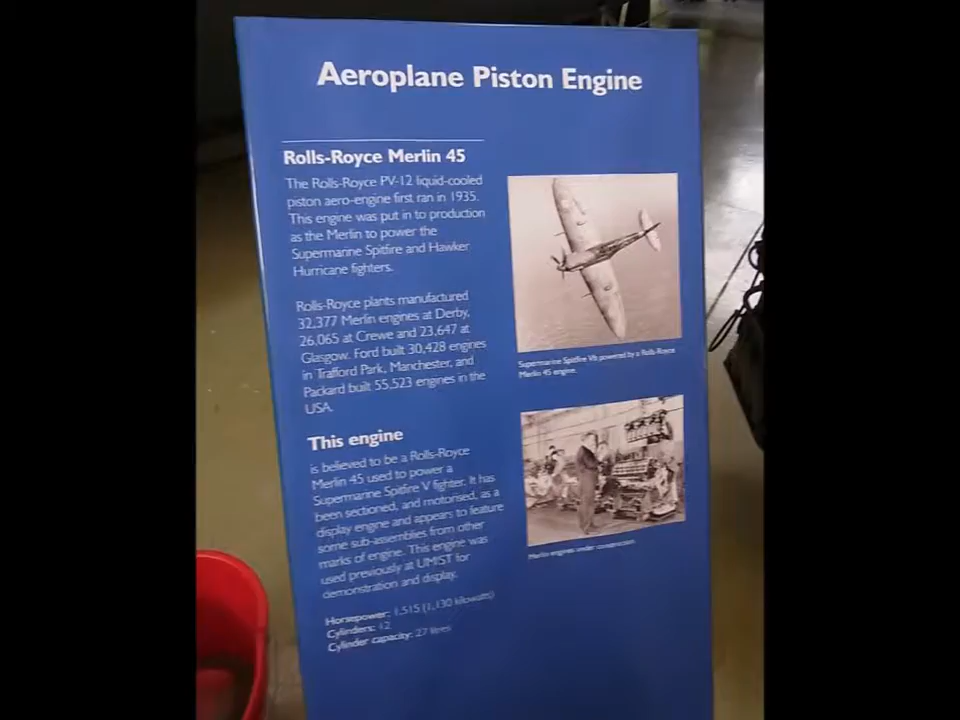 Aeroplane Piston Engine
Rolls-Royce Merlin 45
The Rolls-Royce PV-12 liquid-cooled
piston aero-engine first ran in 1935.
This engine was put in to production
as the Merlin to power the
Supermarine Spitfire and Hawker
Hurricane fighters.
Rolls-Royce plants manufactured
32,377 Merlin engines at Derby,
26,065 at Crewe and 23,647 at
Glasgow. Ford built 30,428 engines
in Trafford Park, Manchester, and
Packard built 55,523 engines in the
USA.
This engine
is believed to be a Rolls-Royce
Merlin 45 used to power a
Supermarine Spitfire V fighter. It has
been sectioned, and motorised, as a
display engine and appears to feature
some sub-assemblies from other
marks of engine. This engine was
used previously at UMIST for
demonstration and display.
Horsepower: 1,515 (1,130 kilowatts)
Cylinders: 12
Cylinder capacity: 27 litres
Supermarine Spitfire Vb powered by a Rolls-Royce
Merlin 45 engine.
Merlin engines under construction